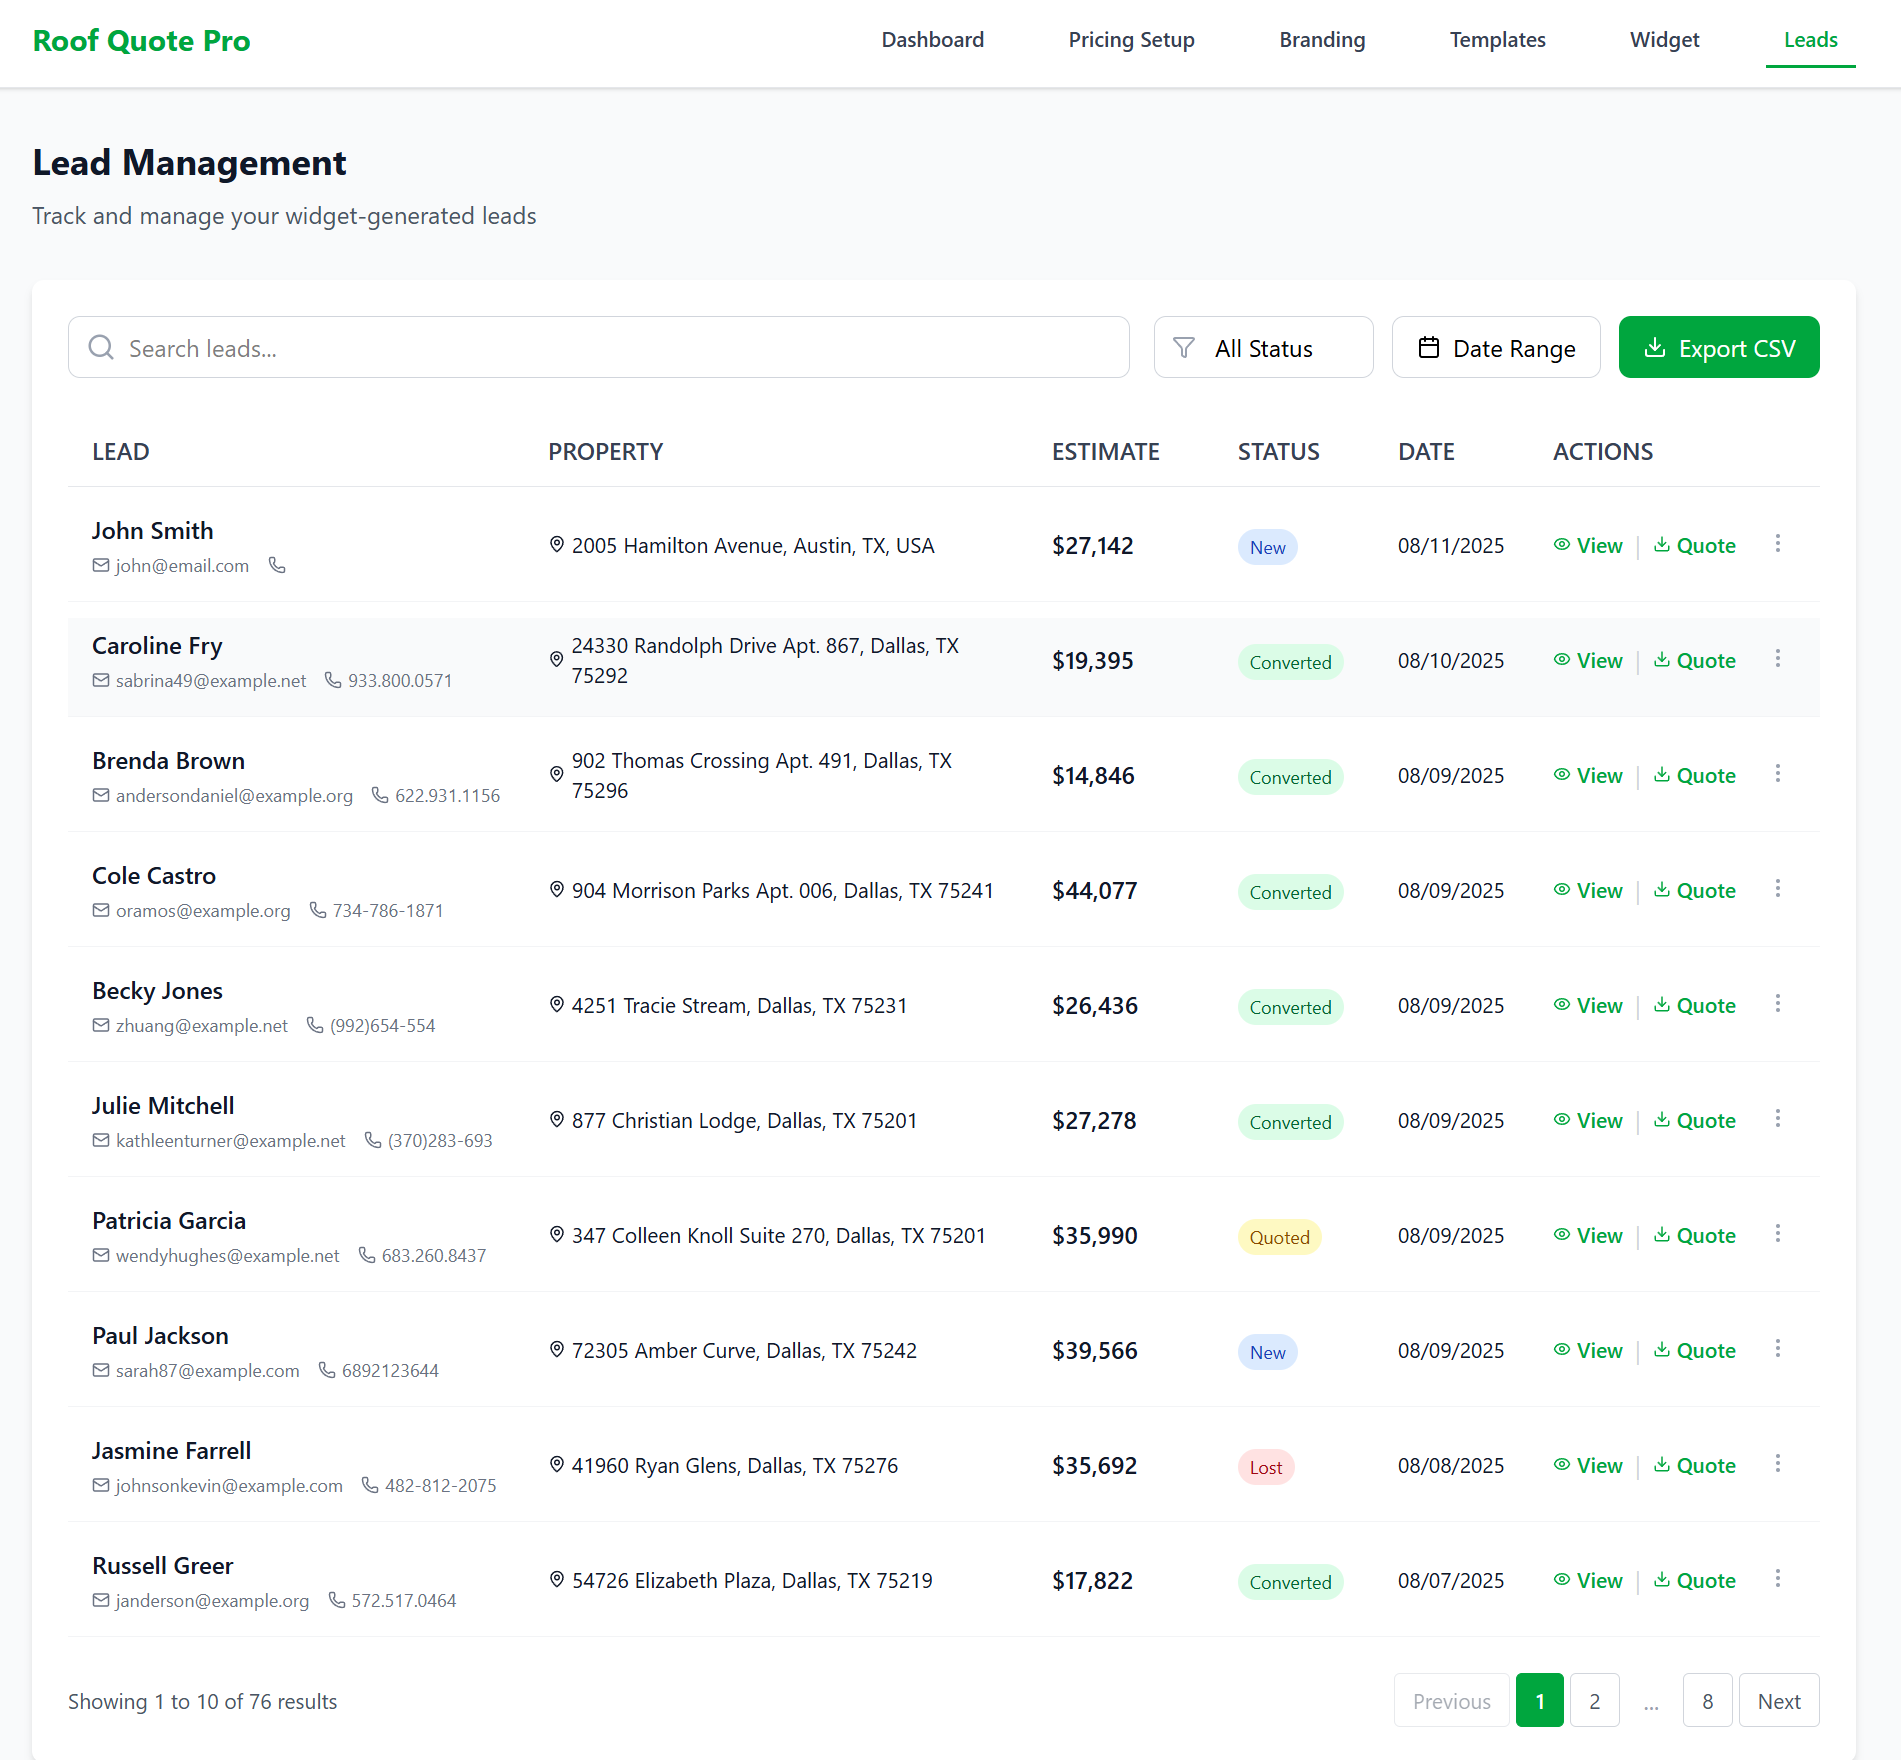 Roof Quote Pro
Dashboard Pricing Setup Branding Templates Widget Leads
Lead Management
Track and manage your widget-generated leads
Search leads... All Status Date Range Export CSV
LEAD PROPERTY ESTIMATE STATUS DATE ACTIONS
John Smith
john@email.com
2005 Hamilton Avenue, Austin, TX, USA
$27,142 New 08/11/2025 View | Quote
Caroline Fry
sabrina49@example.net 933.800.0571
24330 Randolph Drive Apt. 867, Dallas, TX
75292
$19,395 Converted 08/10/2025 View | Quote
Brenda Brown
andersondaniel@example.org 622.931.1156
902 Thomas Crossing Apt. 491, Dallas, TX
75296
$14,846 Converted 08/09/2025 View | Quote
Cole Castro
oramos@example.org 734-786-1871
904 Morrison Parks Apt. 006, Dallas, TX 75241
$44,077 Converted 08/09/2025 View | Quote
Becky Jones
zhuang@example.net (992)654-554
4251 Tracie Stream, Dallas, TX 75231
$26,436 Converted 08/09/2025 View | Quote
Julie Mitchell
kathleenturner@example.net (370)283-693
877 Christian Lodge, Dallas, TX 75201
$27,278 Converted 08/09/2025 View | Quote
Patricia Garcia
wendyhughes@example.net 683.260.8437
347 Colleen Knoll Suite 270, Dallas, TX 75201
$35,990 Quoted 08/09/2025 View | Quote
Paul Jackson
sarah87@example.com 6892123644
72305 Amber Curve, Dallas, TX 75242
$39,566 New 08/09/2025 View | Quote
Jasmine Farrell
johnsonkevin@example.com 482-812-2075
41960 Ryan Glens, Dallas, TX 75276
$35,692 Lost 08/08/2025 View | Quote
Russell Greer
janderson@example.org 572.517.0464
54726 Elizabeth Plaza, Dallas, TX 75219
$17,822 Converted 08/07/2025 View | Quote
Showing 1 to 10 of 76 results
Previous 1 2 ... 8 Next